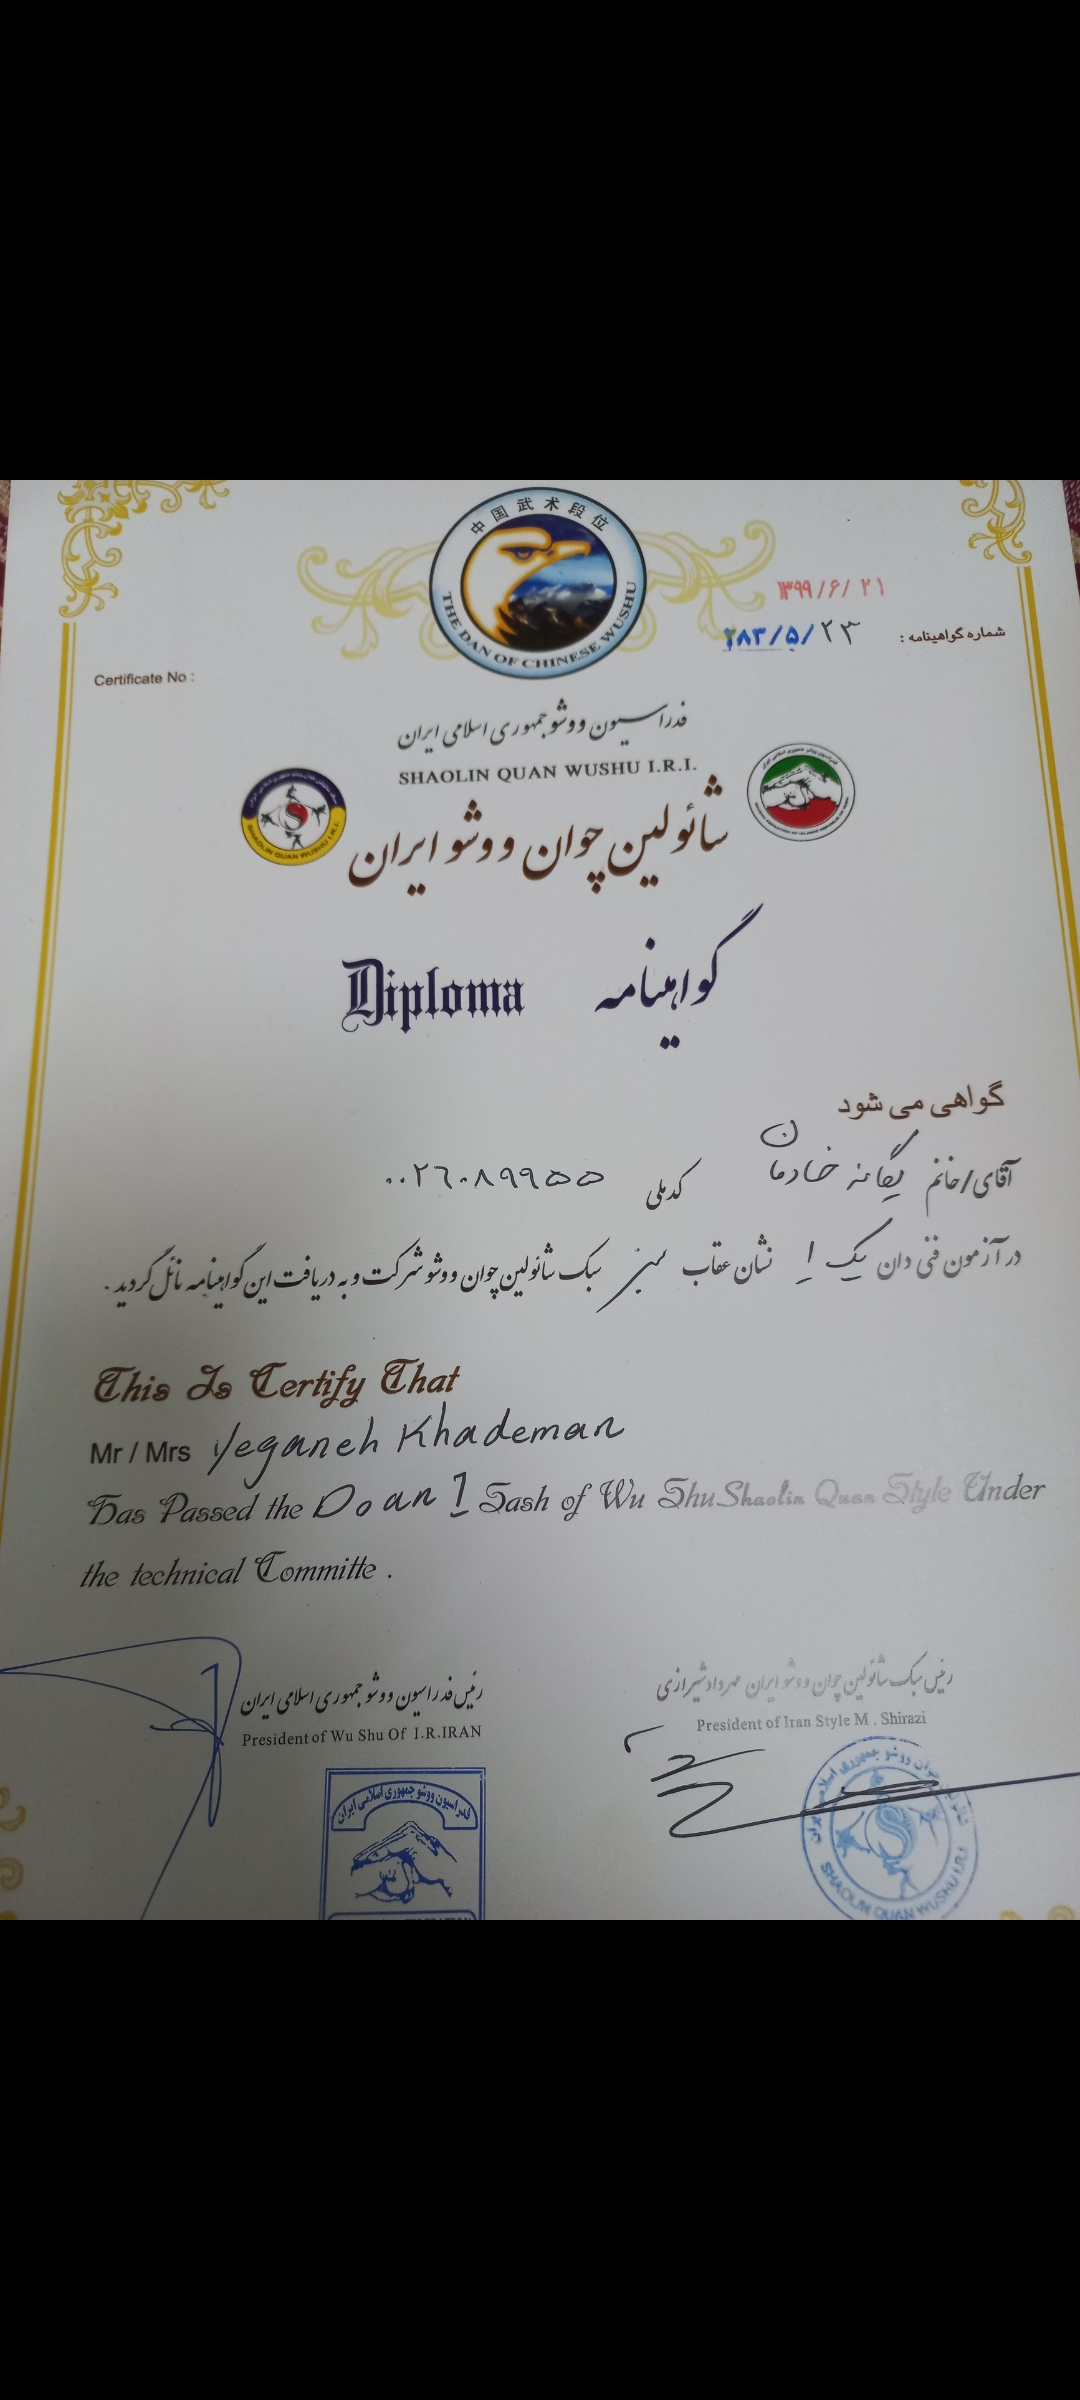 中国武术段位
THE DAN OF CHINESE WUSHU
۱۳۹۹/۶/۲۱
شماره گواهینامه : ۲۸۳/۵/۲۳
Certificate No :
فدراسیون ووشو جمهوری اسلامی ایران
SHAOLIN QUAN WUSHU I.R.I.
SHAOLIN QUAN WUSHU I.R.I.
شائولین چوان ووشو ایران
Diploma گواهینامه
گواهی می شود
آقای/خانم یگانه خادمان کدملی ۰۰۲۶۰۸۹۹۵۵
در آزمون فنی دان یک ۱ نشان عقاب سبز سبک شائولین چوان ووشو شرکت و به دریافت این گواهینامه نائل گردید .
This Is Certify That
Mr / Mrs Yeganeh Khademan
Has Passed the Doan 1 Sash of Wu Shu Shaolin Quan Style Under
the technical Committe .
رئیس فدراسیون ووشو جمهوری اسلامی ایران
President of Wu Shu Of I.R.IRAN
فدراسیون ووشو جمهوری اسلامی ایران
رئیس سبک شائولین چوان ووشو ایران مهرداد شیرازی
President of Iran Style M . Shirazi
SHAOLIN QUAN WUSHU I.R.I